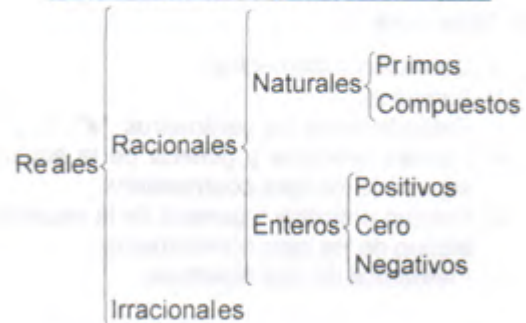 Naturales
Primos
Compuestos
Reales
Racionales
Enteros
Positivos
Cero
Negativos
Irracionales